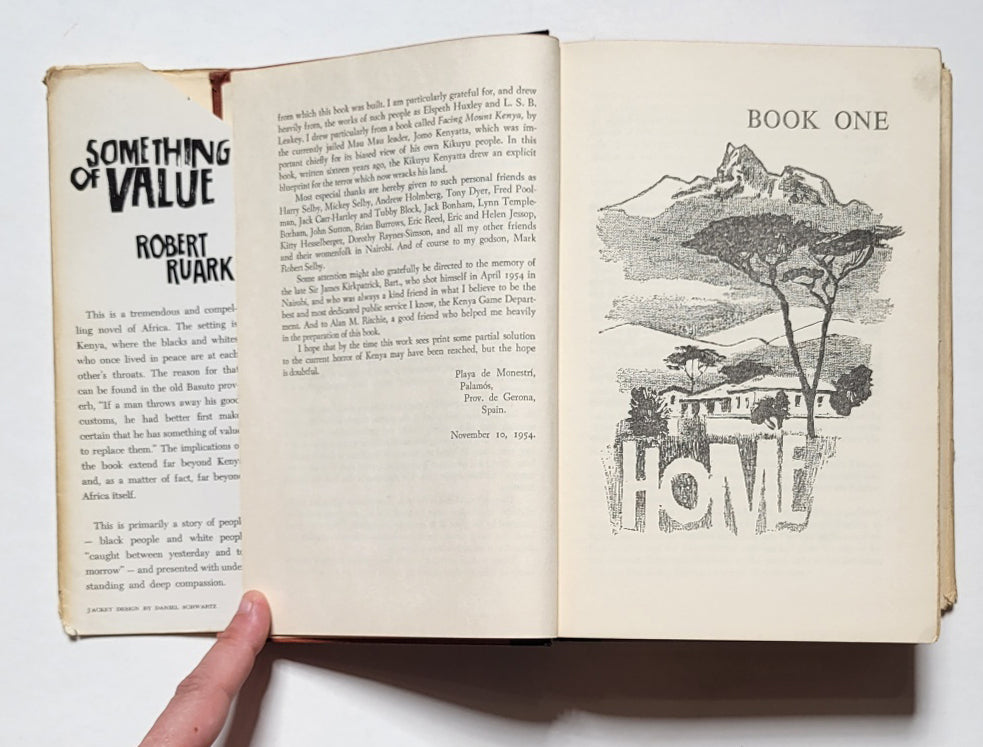 SOMETHING
OF VALUE
ROBERT
RUARK
This is a tremendous and compel-
ling novel of Africa. The setting is
Kenya, where the blacks and whites
who once lived in peace are at each
other's throats. The reason for that
can be found in the old Basuto prov-
erb, "If a man throws away his good
customs, he had better first make
certain that he has something of value
to replace them." The implications o
the book extend far beyond Keny
and, as a matter of fact, far beyon
Africa itself.
This is primarily a story of peopl
— black people and white peopl
"caught between yesterday and to
morrow" — and presented with unde
standing and deep compassion.
JACKET DESIGN BY DANIEL SCHWARTZ
from which this book was built. I am particularly grateful for, and drew
heavily from, the works of such people as Elspeth Huxley and L. S. B.
Leakey. I drew particularly from a book called Facing Mount Kenya, by
the currently jailed Mau Mau leader, Jomo Kenyatta, which was im-
portant chiefly for its biased view of his own Kikuyu people. In this
book, written sixteen years ago, the Kikuyu Kenyatta drew an explicit
blueprint for the terror which now wracks his land.
Most especial thanks are hereby given to such personal friends as
Harry Selby, Mickey Selby, Andrew Holmberg, Tony Dyer, Fred Pool-
man, Jack Carr-Hartley and Tubby Block, Jack Bonham, Lynn Temple-
Borham, John Sutton, Brian Burrows, Eric Reed, Eric and Helen Jessop,
Kitty Hesselberger, Dorothy Raynes-Simson, and all my other friends
and their womenfolk in Nairobi. And of course to my godson, Mark
Robert Selby.
Some attention might also gratefully be directed to the memory of
the late Sir James Kirkpatrick, Bart., who shot himself in April 1954 in
Nairobi, and who was always a kind friend in what I believe to be the
best and most dedicated public service I know, the Kenya Game Depart-
ment. And to Alan M. Ritchie, a good friend who helped me heavily
in the preparation of this book.
I hope that by the time this work sees print some partial solution
to the current horror of Kenya may have been reached, but the hope
is doubtful.
Playa de Monestri,
Palamós,
Prov. de Gerona,
Spain.
November 10, 1954.
BOOK ONE
HOME